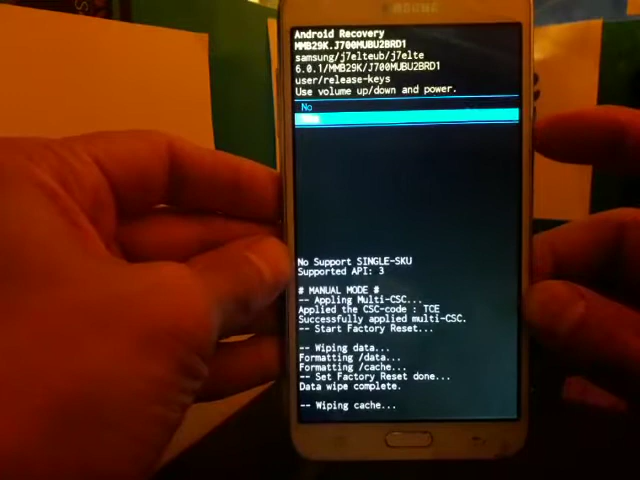 SAMSUNG
Android Recovery
MMB29K.J700MUBU2BRD1
samsung/j7elteub/j7elte
6.0.1/MMB29K/J700MUBU2BRD1
user/release-keys
Use volume up/down and power.
No
No Support SINGLE-SKU
Supported API: 3
# MANUAL MODE #
-- Appling Multi-CSC...
Applied the CSC-code : TCE
Successfully applied multi-CSC.
-- Start Factory Reset...
-- Wiping data...
Formatting /data...
Formatting /cache...
-- Set Factory Reset done...
Data wipe complete.
-- Wiping cache...